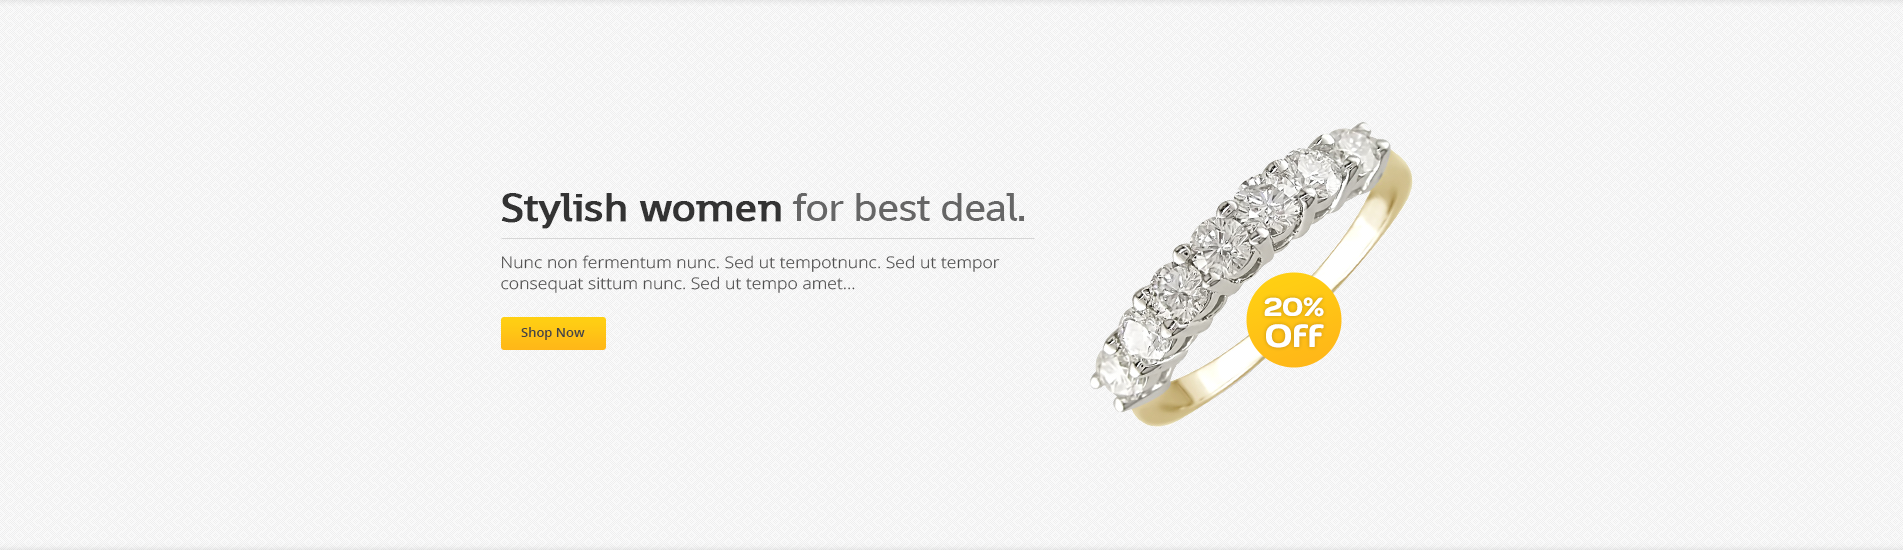 Stylish women for best deal.
Nunc non fermentum nunc. Sed ut tempotnunc. Sed ut tempor
consequat sittum nunc. Sed ut tempo amet...
Shop Now
20%
Off